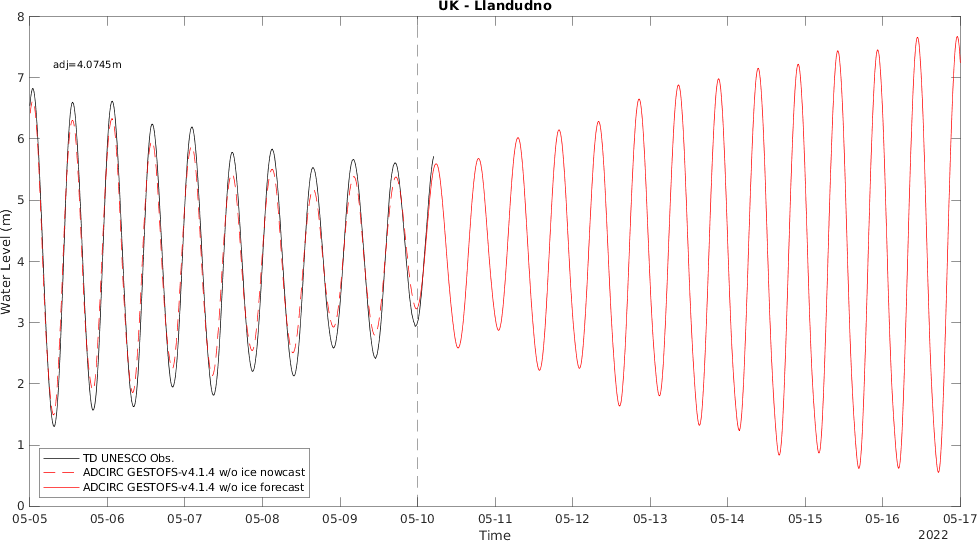 UK - Llandudno
8
7
6
5
4
3
2
1
0
Water Level (m)
adj=4.0745m
TD UNESCO Obs.
ADCIRC GESTOFS-v4.1.4 w/o ice nowcast
ADCIRC GESTOFS-v4.1.4 w/o ice forecast
05-05 05-06 05-07 05-08 05-09 05-10 05-11 05-12 05-13 05-14 05-15 05-16 05-17
Time
2022